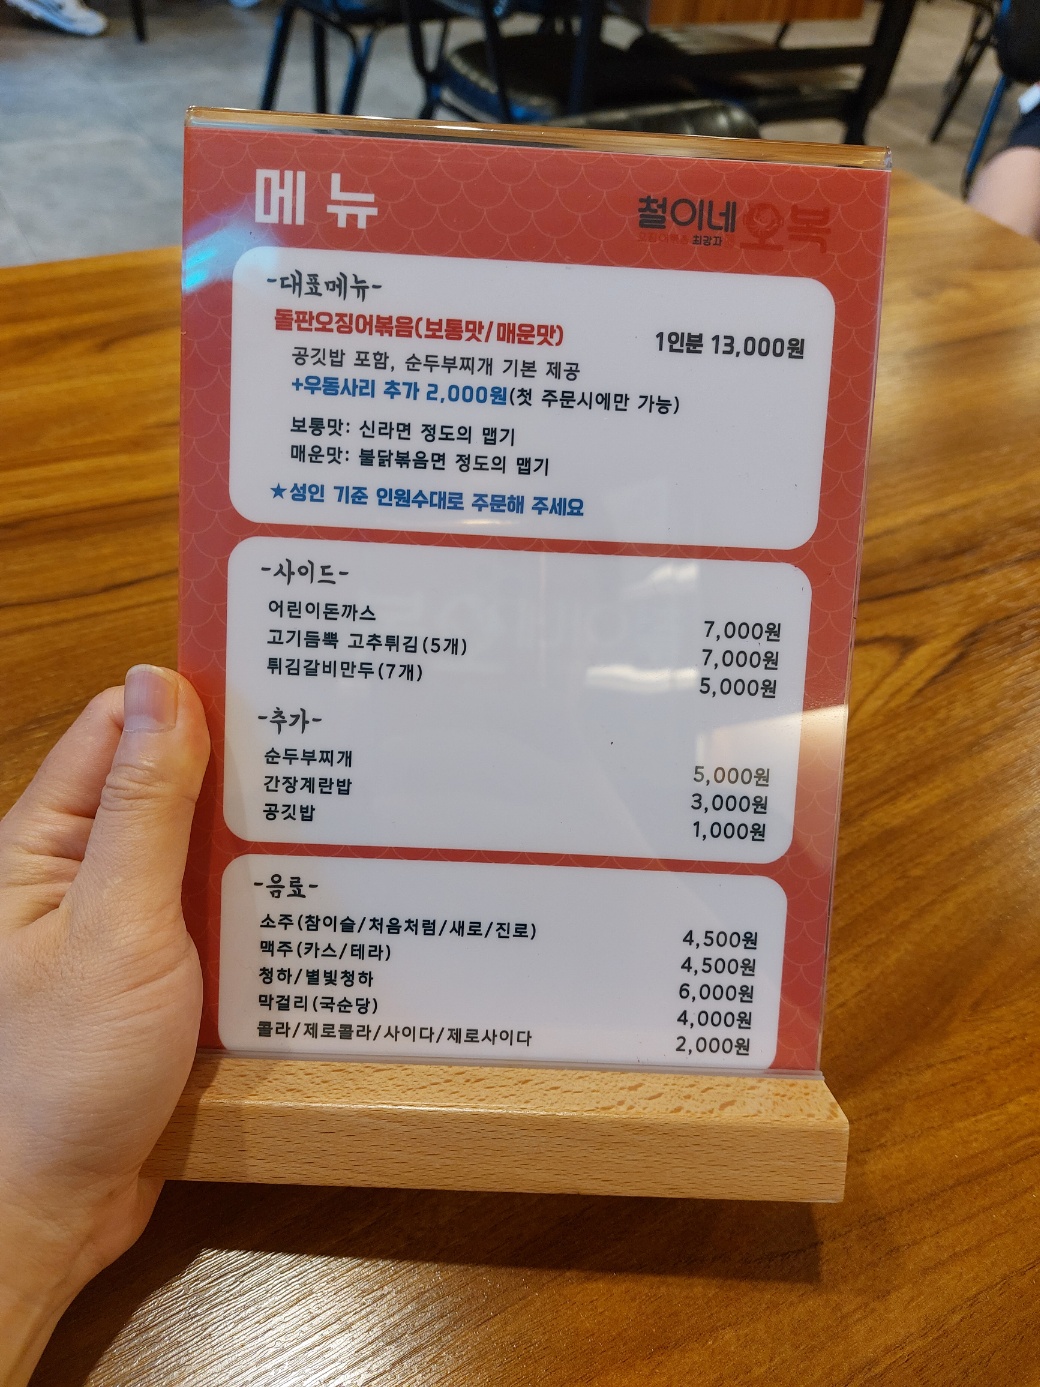 메뉴
철이네 오복
최강자
-대표메뉴-
돌판오징어볶음(보통맛/매운맛) 1인분 13,000원
공깃밥 포함, 순두부찌개 기본 제공
+우동사리 추가 2,000원(첫 주문시에만 가능)
보통맛: 신라면 정도의 맵기
매운맛: 불닭볶음면 정도의 맵기
★성인 기준 인원수대로 주문해 주세요
-사이드-
어린이돈까스 7,000원
고기듬뿍 고추튀김(5개) 7,000원
튀김갈비만두(7개) 5,000원
-추가-
순두부찌개 5,000원
간장계란밥 3,000원
공깃밥 1,000원
-음료-
소주(참이슬/처음처럼/새로/진로) 4,500원
맥주(카스/테라) 4,500원
청하/별빛청하 6,000원
막걸리(국순당) 4,000원
콜라/제로콜라/사이다/제로사이다 2,000원